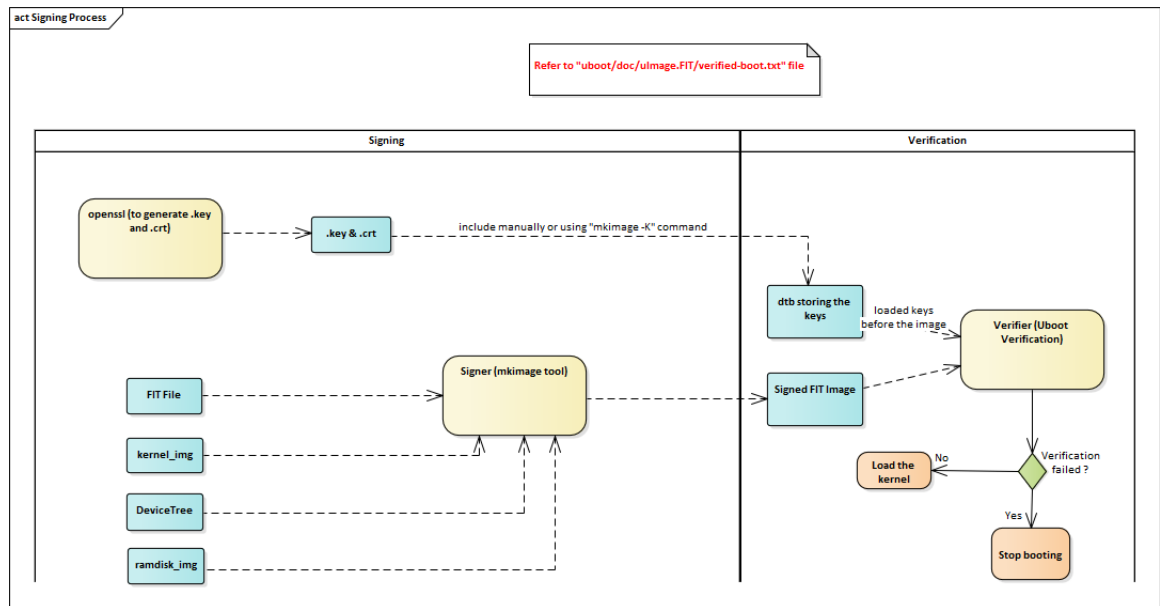 act Signing Process
Refer to "uboot/doc/uImage.FIT/verified-boot.txt" file
Signing
Verification
openssl (to generate .key
and .crt)
.key & .crt
include manually or using "mkimage -K" command
dtb storing the
keys
loaded keys
before the image
Verifier (Uboot
Verification)
Signer (mkimage tool)
FIT File
Signed FIT Image
kernel_img
DeviceTree
ramdisk_img
Verification
failed ?
No
Load the
kernel
Yes
Stop booting